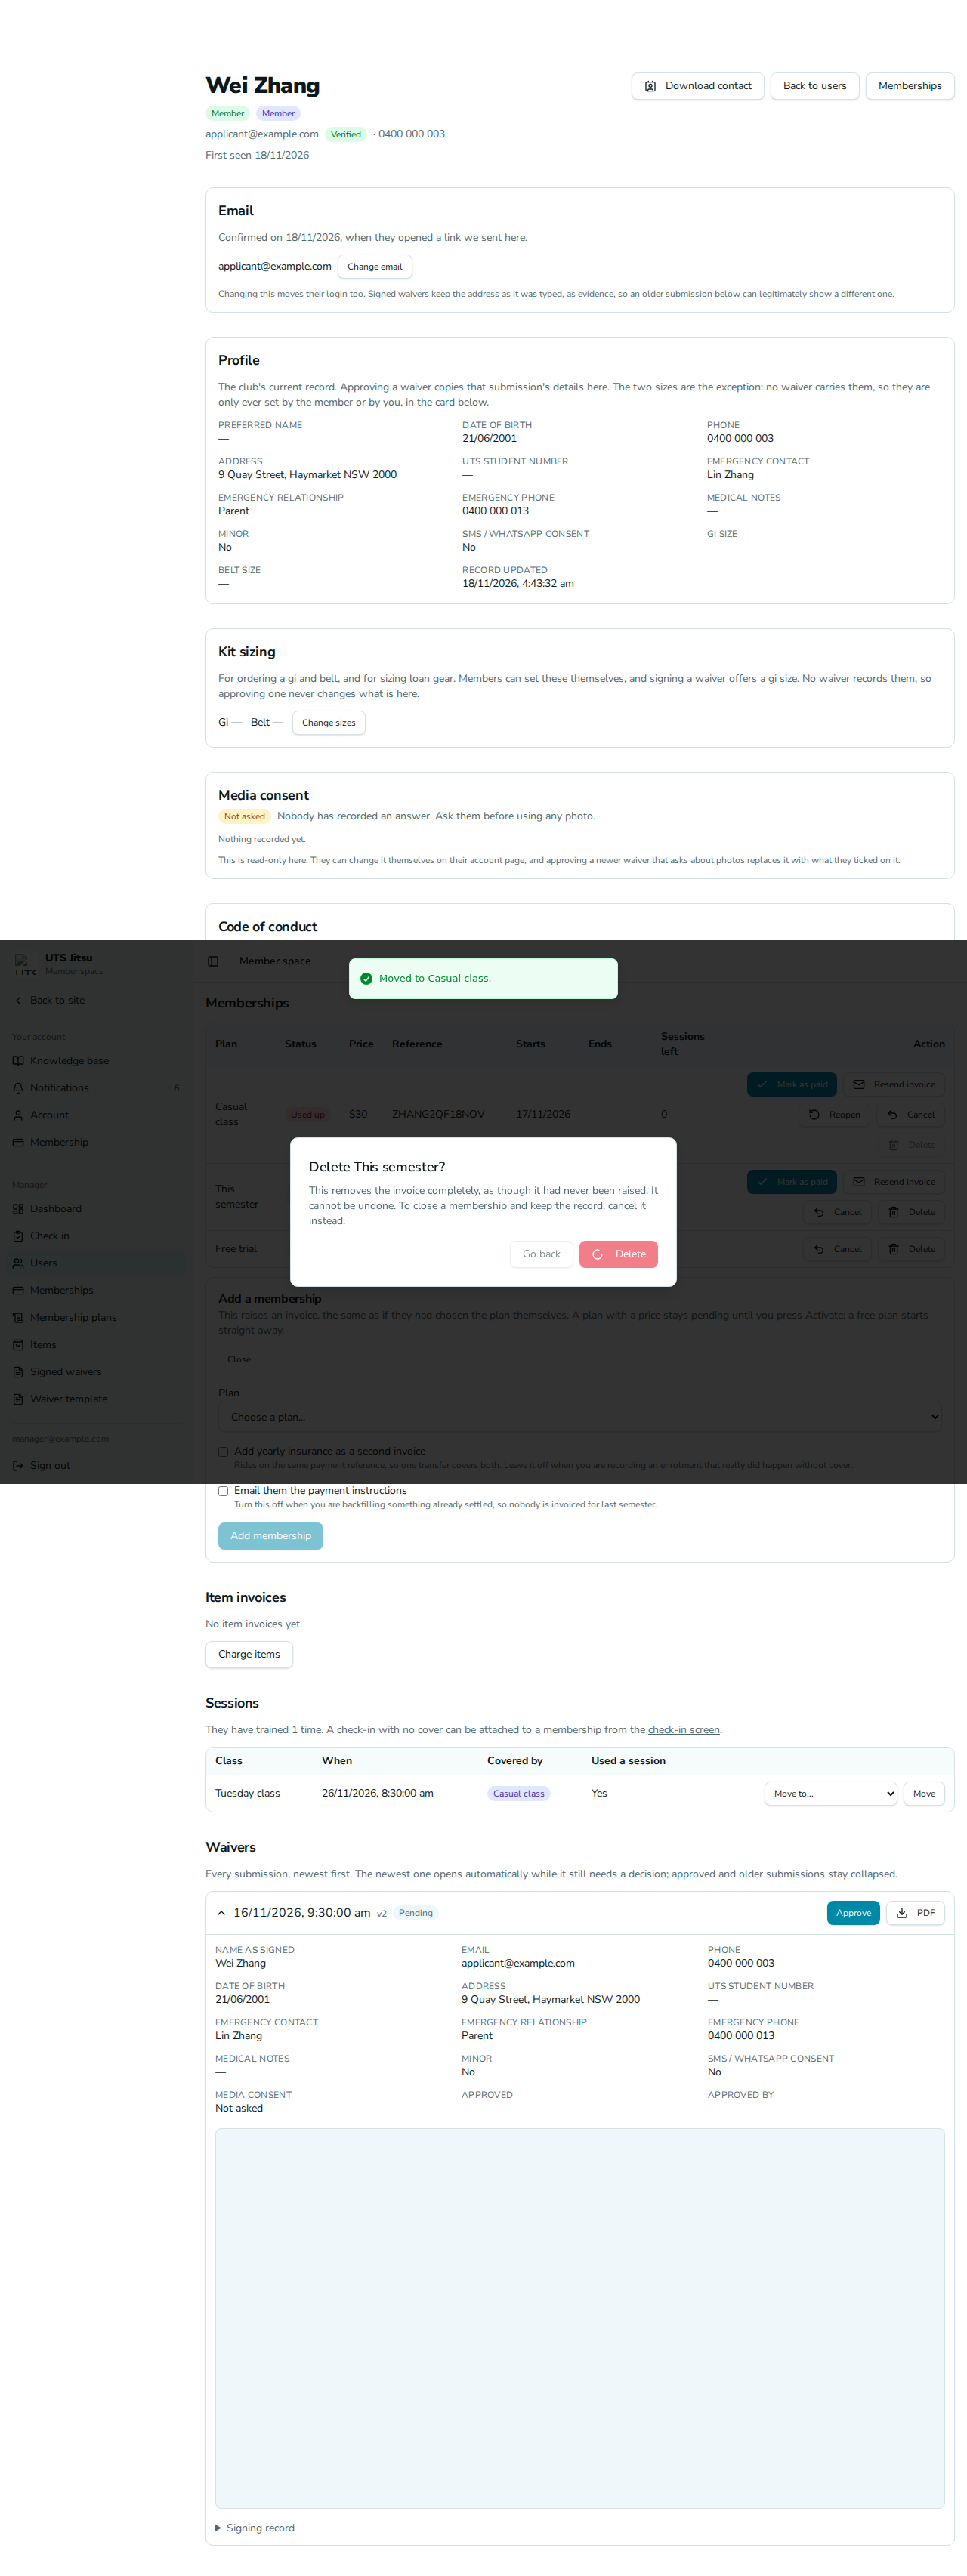 Wei Zhang
Download contact
Back to users
Memberships
Member
Member
applicant@example.com
Verified
· 0400 000 003
First seen 18/11/2026
Email
Confirmed on 18/11/2026, when they opened a link we sent here.
applicant@example.com
Change email
Changing this moves their login too. Signed waivers keep the address as it was typed, as evidence, so an older submission below can legitimately show a different one.
Profile
The club's current record. Approving a waiver copies that submission's details here. The two sizes are the exception: no waiver carries them, so they are
only ever set by the member or by you, in the card below.
PREFERRED NAME
—
DATE OF BIRTH
21/06/2001
PHONE
0400 000 003
ADDRESS
9 Quay Street, Haymarket NSW 2000
UTS STUDENT NUMBER
—
EMERGENCY CONTACT
Lin Zhang
EMERGENCY RELATIONSHIP
Parent
EMERGENCY PHONE
0400 000 013
MEDICAL NOTES
—
MINOR
No
SMS / WHATSAPP CONSENT
No
GI SIZE
—
BELT SIZE
—
RECORD UPDATED
18/11/2026, 4:43:32 am
Kit sizing
For ordering a gi and belt, and for sizing loan gear. Members can set these themselves, and signing a waiver offers a gi size. No waiver records them, so
approving one never changes what is here.
Gi —
Belt —
Change sizes
Media consent
Not asked
Nobody has recorded an answer. Ask them before using any photo.
Nothing recorded yet.
This is read-only here. They can change it themselves on their account page, and approving a newer waiver that asks about photos replaces it with what they ticked on it.
Code of conduct
UTS Jitsu
Member space
Back to site
Your account
Knowledge base
Notifications
6
Account
Membership
Manager
Dashboard
Check in
Users
Memberships
Membership plans
Items
Signed waivers
Waiver template
manager@example.com
Sign out
Member space
Moved to Casual class.
Memberships
Plan
Status
Price
Reference
Starts
Ends
Sessions
left
Action
Casual
class
Used up
$30
ZHANG2QF18NOV
17/11/2026
—
0
Mark as paid
Resend invoice
Reopen
Cancel
Delete
This
semester
Mark as paid
Resend invoice
Cancel
Delete
Free trial
Cancel
Delete
Delete This semester?
This removes the invoice completely, as though it had never been raised. It
cannot be undone. To close a membership and keep the record, cancel it
instead.
Go back
Delete
Add a membership
This raises an invoice, the same as if they had chosen the plan themselves. A plan with a price stays pending until you press Activate; a free plan starts
straight away.
Close
Plan
Choose a plan...
Add yearly insurance as a second invoice
Rides on the same payment reference, so one transfer covers both. Leave it off when you are recording an enrolment that really did happen without cover.
Email them the payment instructions
Turn this off when you are backfilling something already settled, so nobody is invoiced for last semester.
Add membership
Item invoices
No item invoices yet.
Charge items
Sessions
They have trained 1 time. A check-in with no cover can be attached to a membership from the check-in screen.
Class
When
Covered by
Used a session
Tuesday class
26/11/2026, 8:30:00 am
Casual class
Yes
Move to...
Move
Waivers
Every submission, newest first. The newest one opens automatically while it still needs a decision; approved and older submissions stay collapsed.
16/11/2026, 9:30:00 am
v2
Pending
Approve
PDF
NAME AS SIGNED
Wei Zhang
EMAIL
applicant@example.com
PHONE
0400 000 003
DATE OF BIRTH
21/06/2001
ADDRESS
9 Quay Street, Haymarket NSW 2000
UTS STUDENT NUMBER
—
EMERGENCY CONTACT
Lin Zhang
EMERGENCY RELATIONSHIP
Parent
EMERGENCY PHONE
0400 000 013
MEDICAL NOTES
—
MINOR
No
SMS / WHATSAPP CONSENT
No
MEDIA CONSENT
Not asked
APPROVED
—
APPROVED BY
—
Signing record